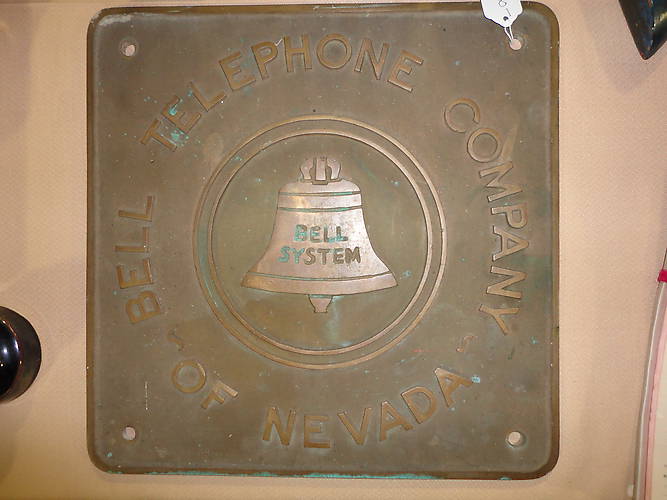 BELL TELEPHONE COMPANY
OF NEVADA
BELL
SYSTEM